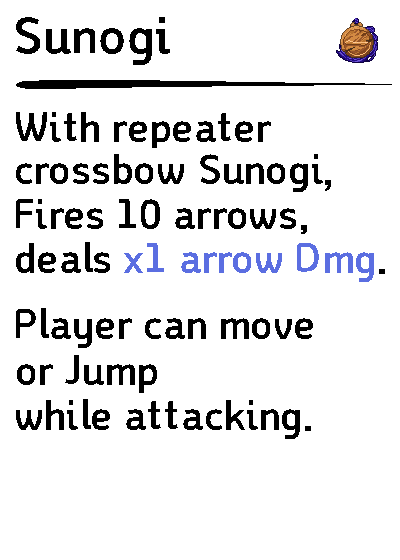 Sunogi
With repeater
crossbow Sunogi,
Fires 10 arrows,
deals x1 arrow Dmg.
Player can move
or Jump
while attacking.